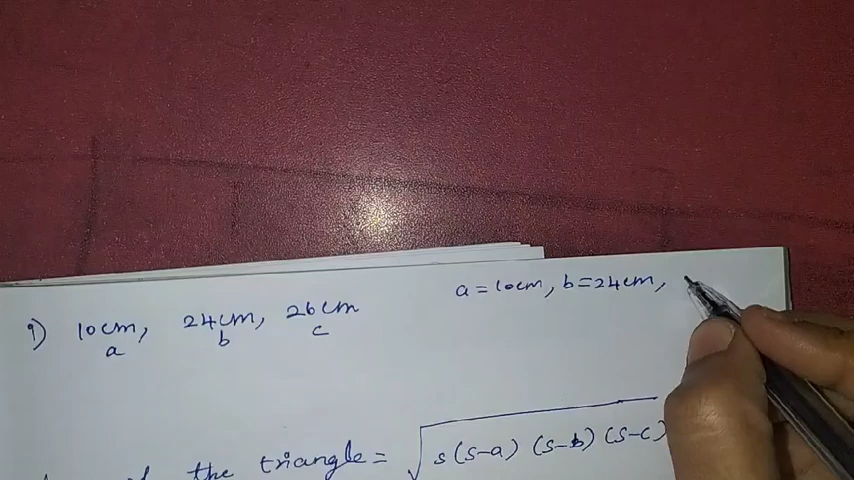 a = 10cm, b = 24cm,
i) 10cm, 24cm, 26cm
a b c
the triangle = √s(s-a) (s-b) (s-c)